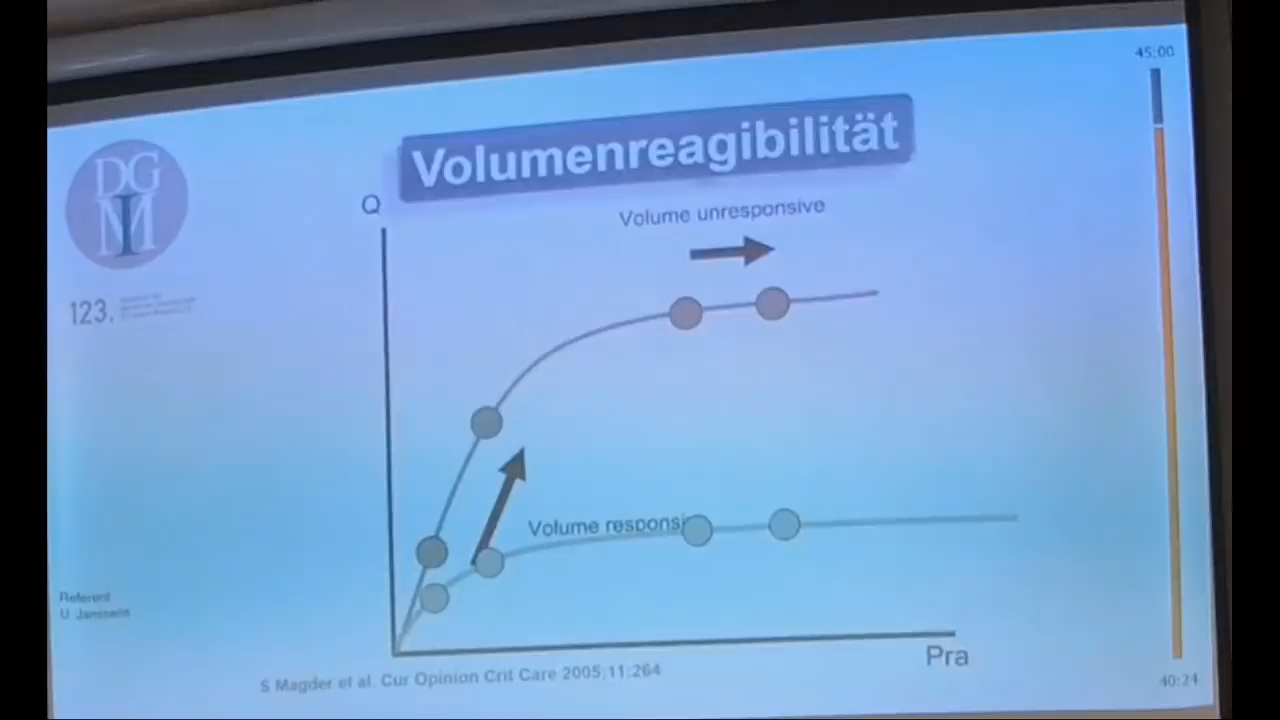 45:00
Volumenreagibilität
DG
IM
Q
Volume unresponsive
123.
Volume responsi
Referent
U. Janssens
Pra
S Magder et al. Cur Opinion Crit Care 2005;11:264
40:24